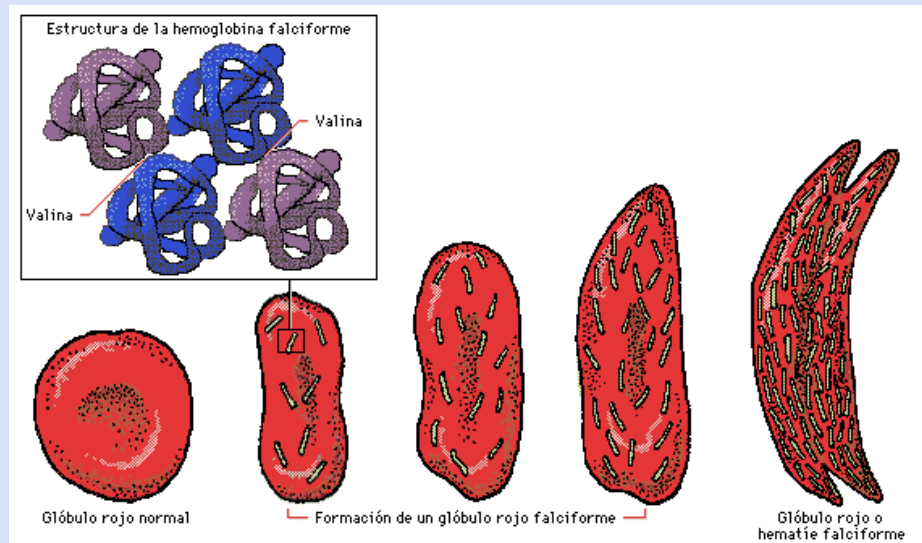 Estructura de la hemoglobina falciforme
Valina
Valina
Glóbulo rojo normal
Formación de un glóbulo rojo falciforme
Glóbulo rojo o
hematíe falciforme